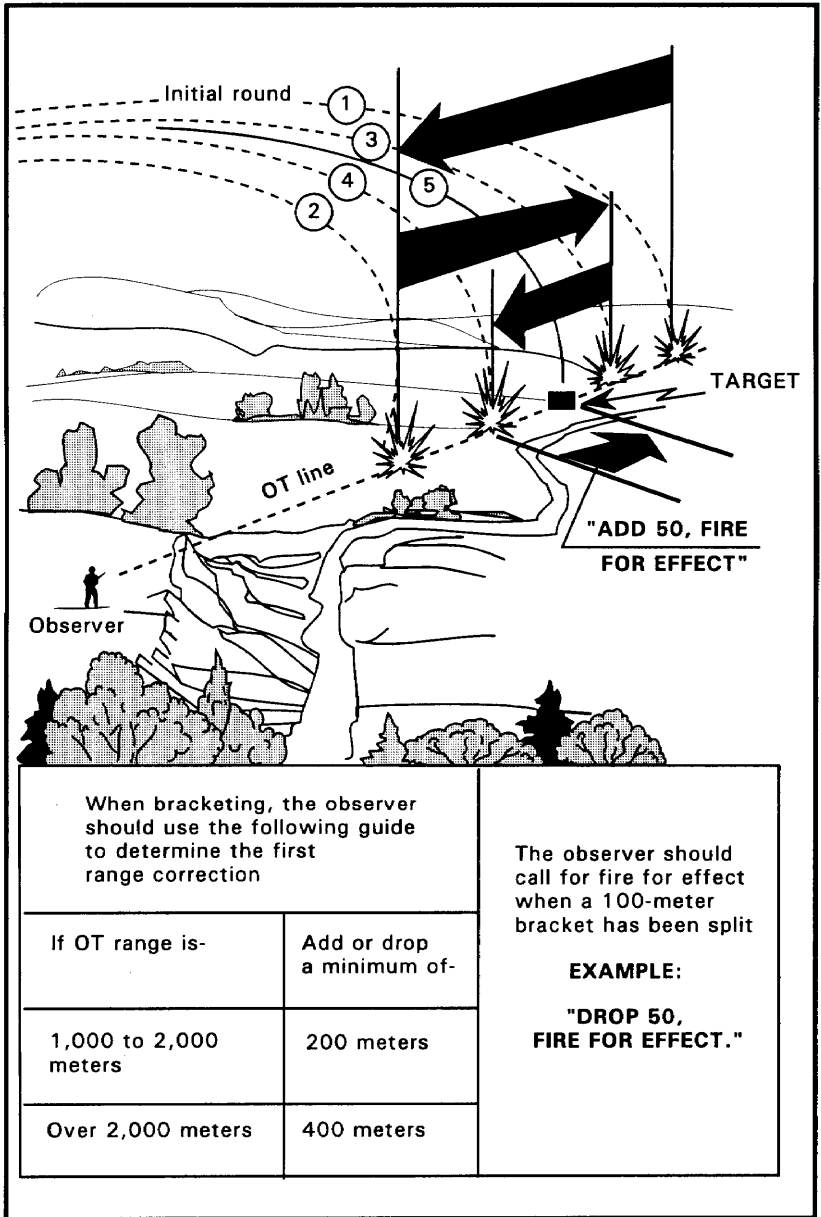 Initial round
1
3
4
5
2
TARGET
OT line
"ADD 50, FIRE
FOR EFFECT"
Observer
When bracketing, the observer
should use the following guide
to determine the first
range correction
If OT range is-
Add or drop
a minimum of-
1,000 to 2,000
meters
200 meters
Over 2,000 meters
400 meters
The observer should
call for fire for effect
when a 100-meter
bracket has been split
EXAMPLE:
"DROP 50,
FIRE FOR EFFECT."